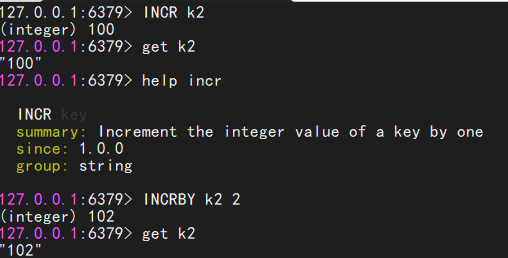 127.0.0.1:6379> INCR k2
(integer) 100
127.0.0.1:6379> get k2
"100"
127.0.0.1:6379> help incr
INCR key
summary: Increment the integer value of a key by one
since: 1.0.0
group: string
127.0.0.1:6379> INCRBY k2 2
(integer) 102
127.0.0.1:6379> get k2
"102"